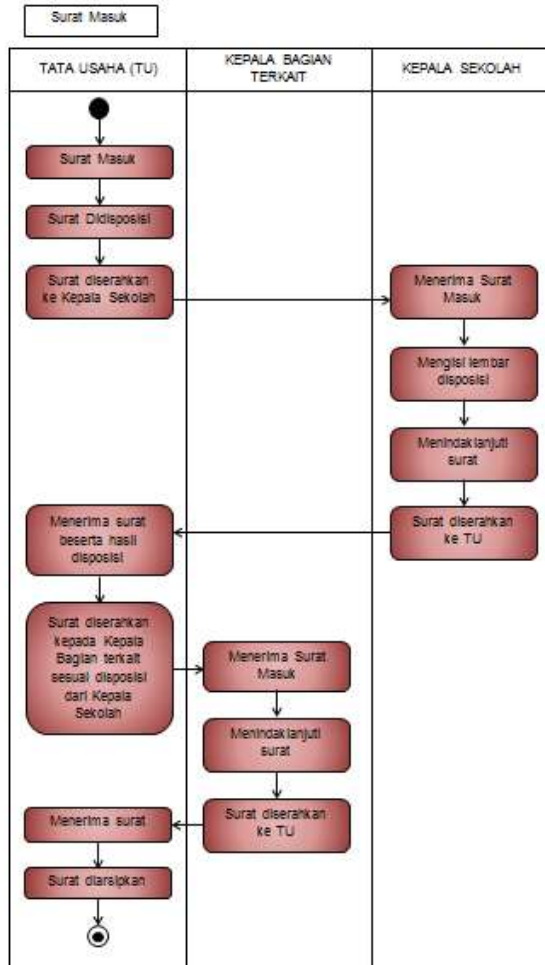 Surat Masuk
TATA USAHA (TU)
KEPALA BAGIAN
TERKAIT
KEPALA SEKOLAH
Surat Masuk
Surat Didisposisi
Surat diserahkan
ke Kepala Sekolah
Menerima Surat
Masuk
Mengisi lembar
disposisi
Menindaklanjuti
surat
Surat diserahkan
ke TU
Menerima surat
beserta hasil
disposisi
Surat diserahkan
kepada Kepala
Bagian terkait
sesuai disposisi
dari Kepala
Sekolah
Menerima Surat
Masuk
Menindaklanjuti
surat
Surat diserahkan
ke TU
Menerima surat
Surat diarsipkan